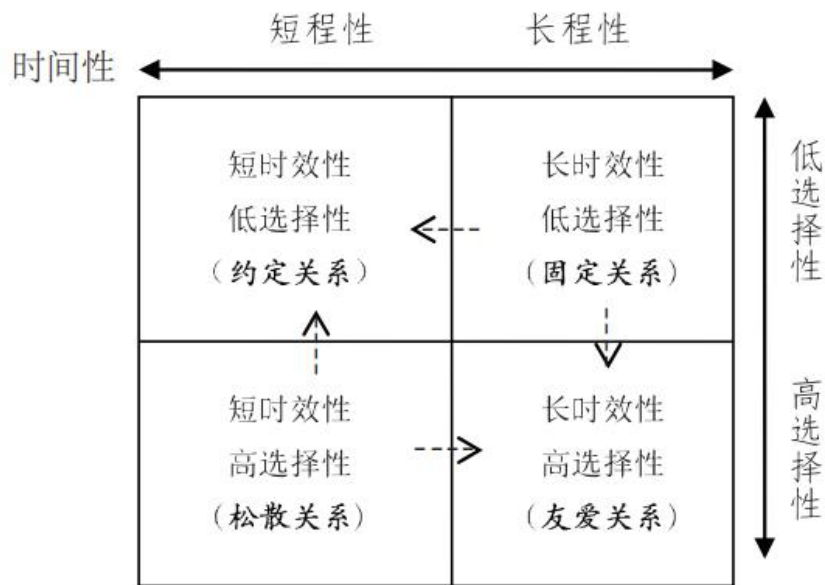 短程性 长程性
时间性
短时效性
低选择性
(约定关系)
长时效性
低选择性
(固定关系)
低选择性
短时效性
高选择性
(松散关系)
长时效性
高选择性
(友爱关系)
高选择性